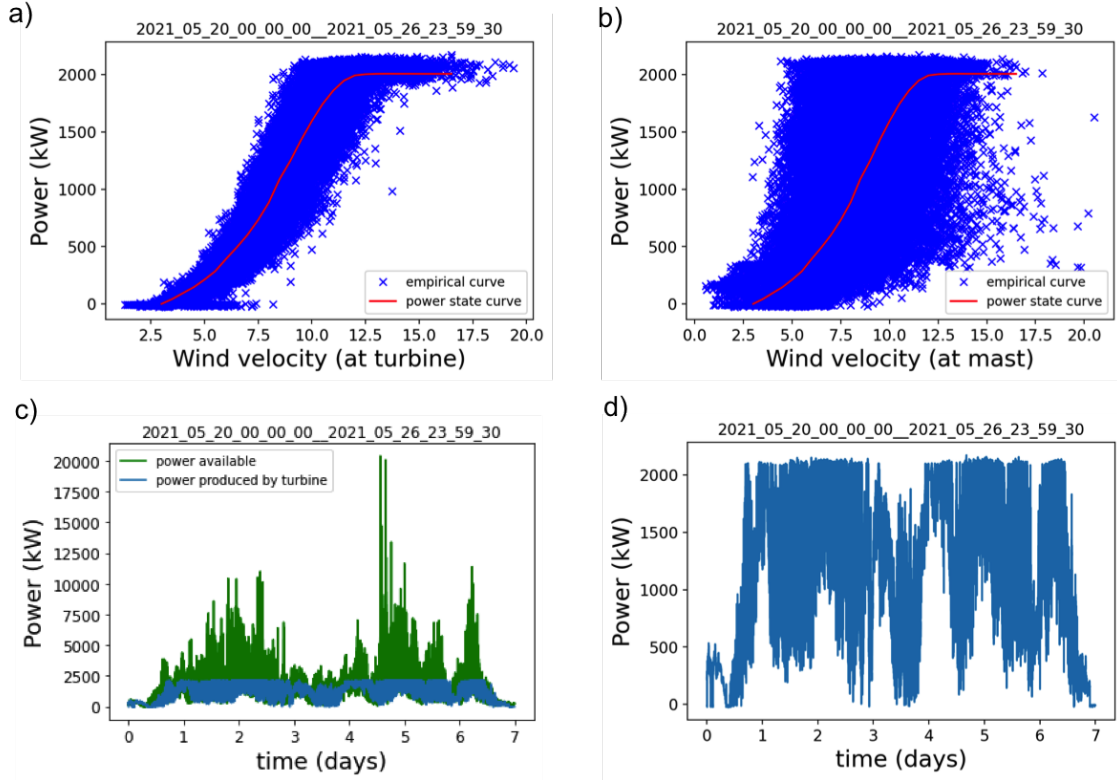 a)
2021_05_20_00_00_00__2021_05_26_23_59_30
Power (kW)
2000
1500
1000
500
0
empirical curve
power state curve
2.5 5.0 7.5 10.0 12.5 15.0 17.5 20.0
Wind velocity (at turbine)
b)
2021_05_20_00_00_00__2021_05_26_23_59_30
Power (kW)
2000
1500
1000
500
0
empirical curve
power state curve
0.0 2.5 5.0 7.5 10.0 12.5 15.0 17.5 20.0
Wind velocity (at mast)
c)
2021_05_20_00_00_00__2021_05_26_23_59_30
power available
power produced by turbine
Power (kW)
20000
17500
15000
12500
10000
7500
5000
2500
0
0 1 2 3 4 5 6 7
time (days)
d)
2021_05_20_00_00_00__2021_05_26_23_59_30
Power (kW)
2000
1500
1000
500
0
0 1 2 3 4 5 6 7
time (days)